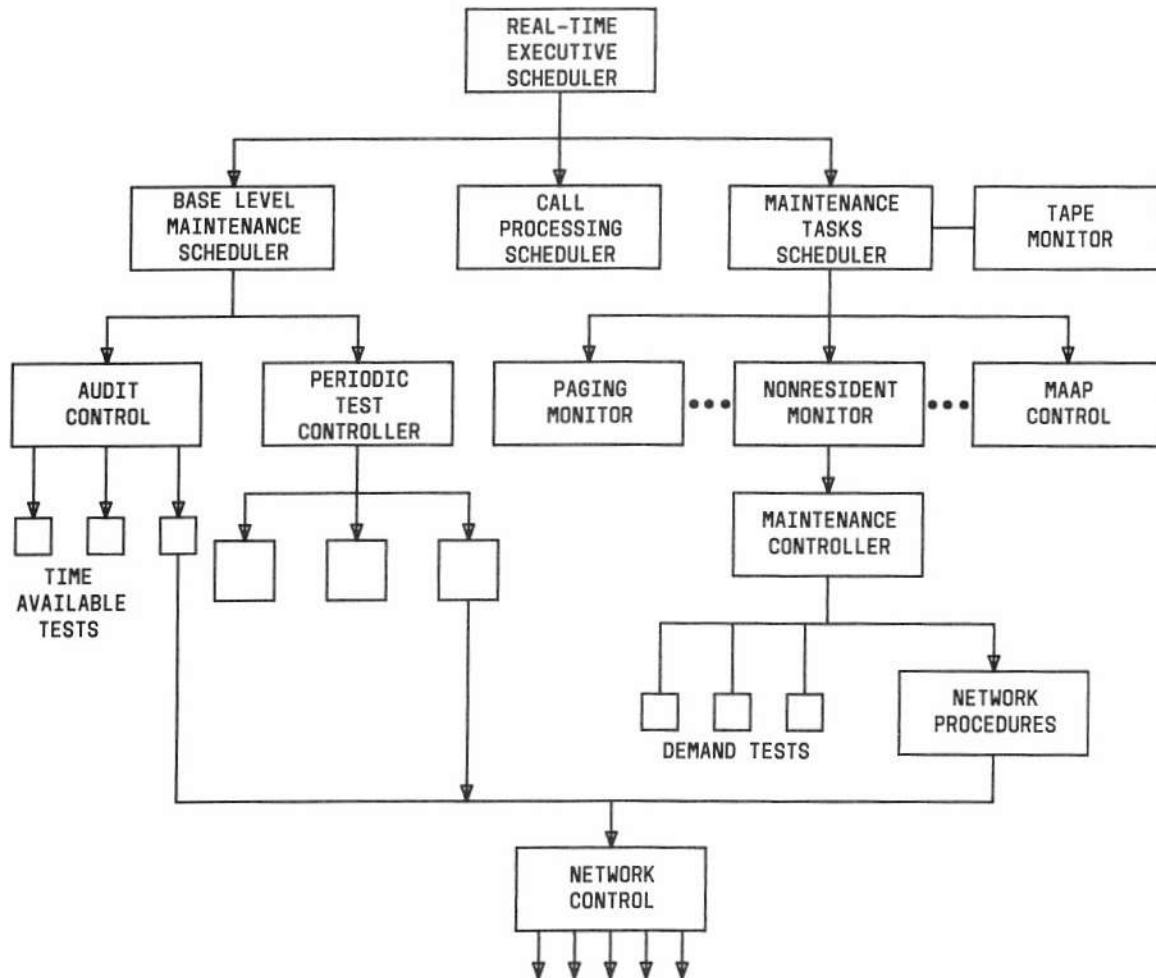 REAL-TIME
EXECUTIVE
SCHEDULER
BASE LEVEL
MAINTENANCE
SCHEDULER
CALL
PROCESSING
SCHEDULER
MAINTENANCE
TASKS
SCHEDULER
TAPE
MONITOR
AUDIT
CONTROL
PERIODIC
TEST
CONTROLLER
PAGING
MONITOR
NONRESIDENT
MONITOR
MAAP
CONTROL
MAINTENANCE
CONTROLLER
TIME
AVAILABLE
TESTS
DEMAND TESTS
NETWORK
PROCEDURES
NETWORK
CONTROL